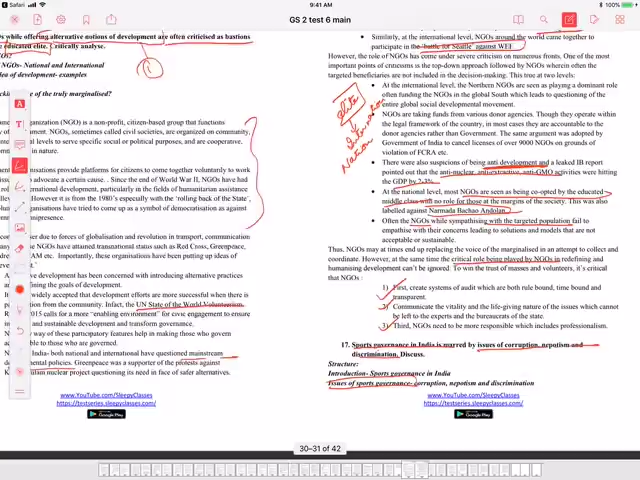 Safari
9:41 AM
100%
GS 2 test 6 main
Os while offering alternative notions of development are often criticised as bastions
e educated elite. Critically analyse.
NGOs- National and International
dea of development- examples
king
e of the truly marginalised?
ome
organization (NGO) is a non-profit, citizen-based group that functions
of
ment. NGOs, sometimes called civil societies, are organized on community,
levels to serve specific social or political purposes, and are cooperative,
in nature.
anisations provide platforms for citizens to come together voluntarily to work
advocate a certain cause. . Since the end of World War II, NGOs have had
international development, particularly in the fields of humanitarian assistance
However it is from the 1980's especially with the 'rolling back of the State',
lunt
organisations have tried to come up as a symbol of democratisation as against
omnipresence.
ore due to forces of globalisation and revolution in transport, communication
any
NGOs have attained transnational status such as Red Cross, Greenpeace,
AM etc. Importantly, these organisations have been putting up ideas of
e development has been concerned with introducing alternative practices
efining the goals of development.
It
widely accepted that development efforts are more successful when there is
pation from the community. Infact, the UN State of the World Volunteerism
R
2015 calls for a more "enabling environment" for civic engagement to ensure
and sustainable development and transform governance.
N
way of these participatory features help in making those who govern
able to those who are governed.
N
India- both national and international have questioned mainstream
developmental policies. Greenpeace was a supporter of the protests against
K
nuclear project questioning its need in face of safer alternatives.
www.YouTube.com/SleepyClasses
https://testseries.sleepyclasses.com/
Google Play
• Similarly, at the international level, NGOs around the world came together to
participate in the 'battle for Seattle' against WEF
However, the role of NGOs has come under severe criticism on numerous fronts. One of the most
important points of criticisms is the top-down approach followed by NGOs wherein often the
targeted beneficiaries are not included in the decision-making. This true at two levels:
• At the international level, the Northern NGOs are seen as playing a dominant role
often funding the NGOs in the global South which leads to questioning of the
entire global social developmental movement.
• NGOs are taking funds from various donor agencies. Though they operate within
the legal framework of the country, in most cases they are accountable to the
donor agencies rather than Government. The same argument was adopted by
Government of India to cancel licenses of over 9000 NGOs on grounds of
violation of FCRA etc.
• There were also suspicions of being anti development and a leaked IB report
pointed out that the anti-nuclear, anti-extractive, anti-GMO activities were hitting
the GDP by 2-3%
• At the national level, most NGOs are seen as being co-opted by the educated
middle class with no role for those at the margins of the society. This was also
labelled against Narmada Bachao Andolan
• Often the NGOs while sympathising with the targeted population fail to
empathise with their concerns leading to solutions and models that are not
acceptable or sustainable.
Thus, NGOs may at times end up replacing the voice of the marginalised in an attempt to collect and
coordinate. However, at the same time the critical role being played by NGOs in redefining and
humanising development can't be ignored. To win the trust of masses and volunteers, it's critical that
NGOs :
1) First, create systems of audit which are both rule bound, time bound and
transparent.
2) Communicate the vitality and the life-giving nature of the issues which cannot
be left to the experts and the bureaucrats of the state.
3) Third, NGOs need to be more responsible which includes professionalism.
17. Sports governance in India is marred by issues of corruption, nepotism and
discrimination. Discuss.
Structure:
Introduction- Sports governance in India
Issues of sports governance- corruption, nepotism and discrimination
www.YouTube.com/SleepyClasses
https://testseries.sleepyclasses.com/
Google Play
30–31 of 42